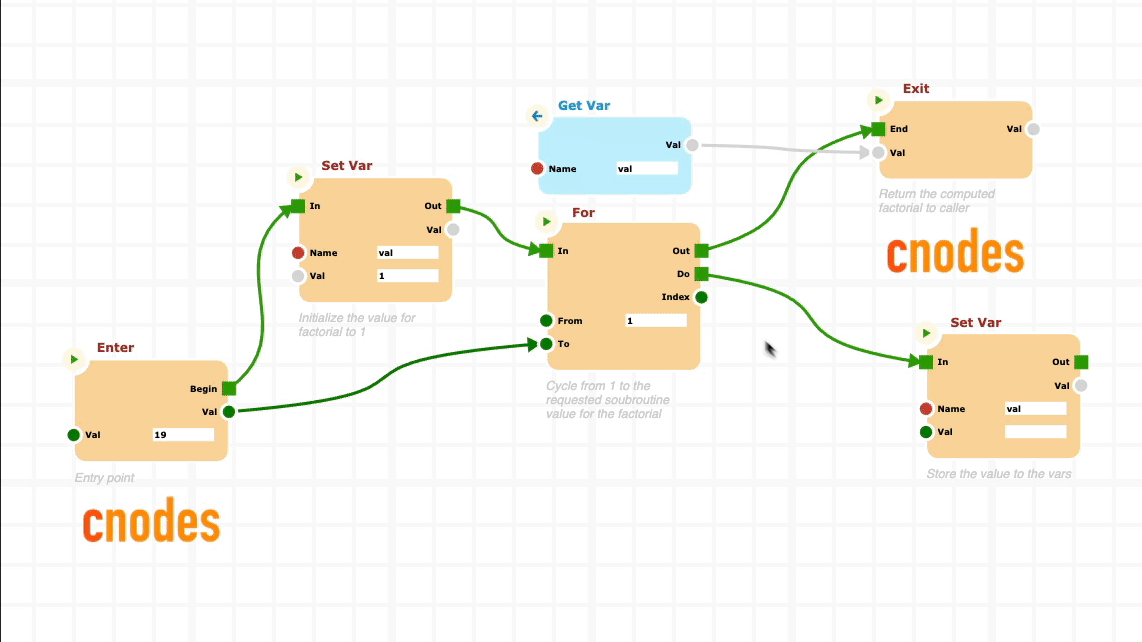 Exit
End
Val
Val
Return the computed
factorial to caller
cnodes
Get Var
Val
Name
val
Set Var
In
Out
Val
Name
val
Val
1
Initialize the value for
factorial to 1
For
In
Out
Do
Index
From
1
To
Cycle from 1 to the
requested soubroutine
value for the factorial
Set Var
In
Out
Val
Name
val
Val
Store the value to the vars
Enter
Begin
Val
Val
19
Entry point
cnodes